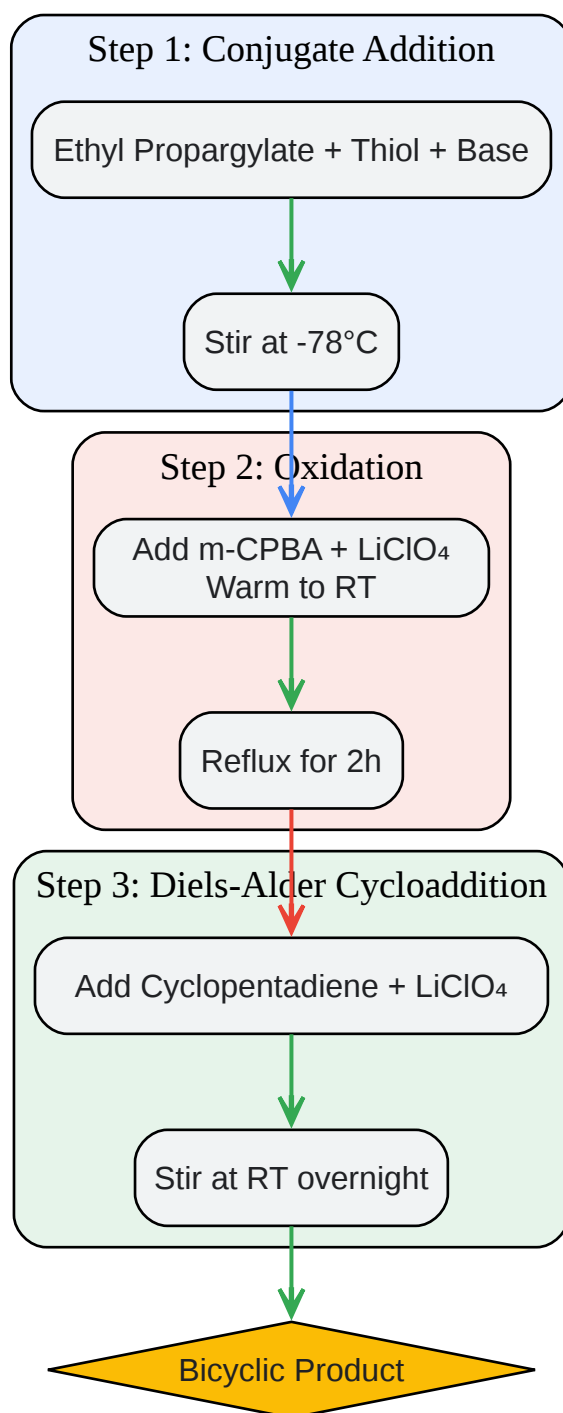 Step 1: Conjugate Addition
Ethyl Propargylate + Thiol + Base
Stir at -78°C
Step 2: Oxidation
Add m-CPBA + LiClO₄
Warm to RT
Reflux for 2h
Step 3: Diels-Alder Cycloaddition
Add Cyclopentadiene + LiClO₄
Stir at RT overnight
Bicyclic Product